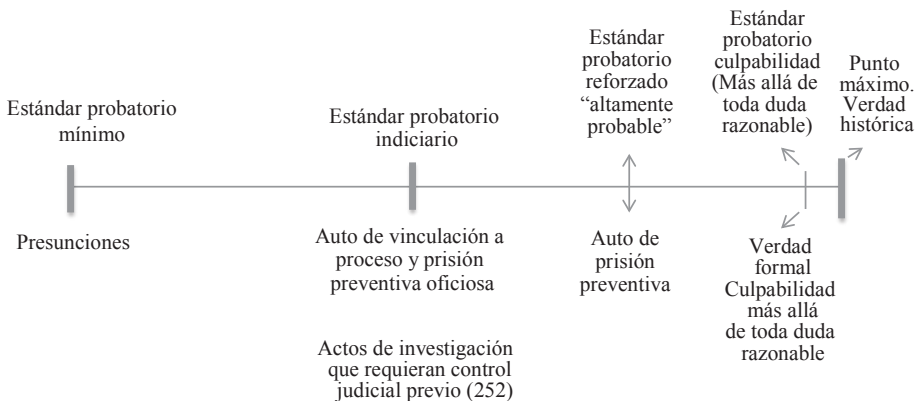 Estándar probatorio
mínimo
Estándar probatorio
indiciario
Estándar
probatorio
reforzado
“altamente
probable”
Estándar
probatorio
culpabilidad
(Más allá de
toda duda
razonable)
Punto
máximo.
Verdad
histórica
Presunciones
Auto de vinculación a
proceso y prisión
preventiva oficiosa
Actos de investigación
que requieran control
judicial previo (252)
Auto de
prisión
preventiva
Verdad
formal
Culpabilidad
más allá
de toda duda
razonable